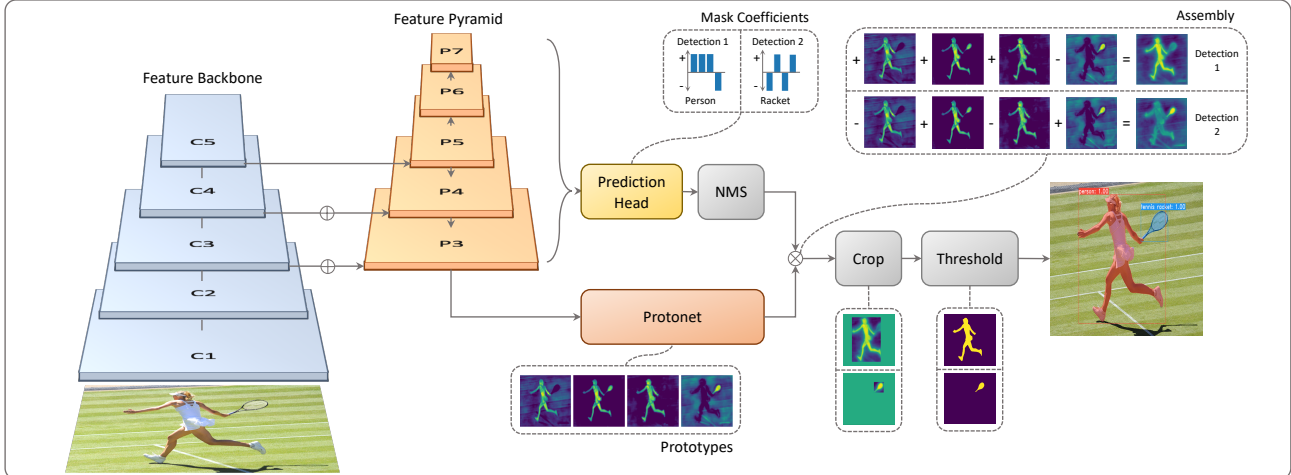 Feature Backbone
C5
C4
C3
C2
C1
Feature Pyramid
P7
P6
P5
P4
P3
Mask Coefficients
Detection 1
+
-
Person
Detection 2
+
-
Racket
Prediction
Head
NMS
Protonet
Prototypes
Assembly
+ + + - = Detection
1
- + - + = Detection
2
Crop
Threshold
person: 1.00
tennis racket: 1.00